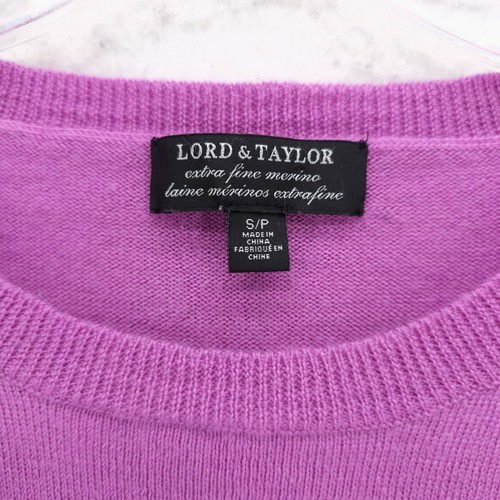 LORD & TAYLOR
extra fine merino
laine mérinos extrafine
S/P
MADE IN
CHINA
FABRIQUÉ EN
CHINE